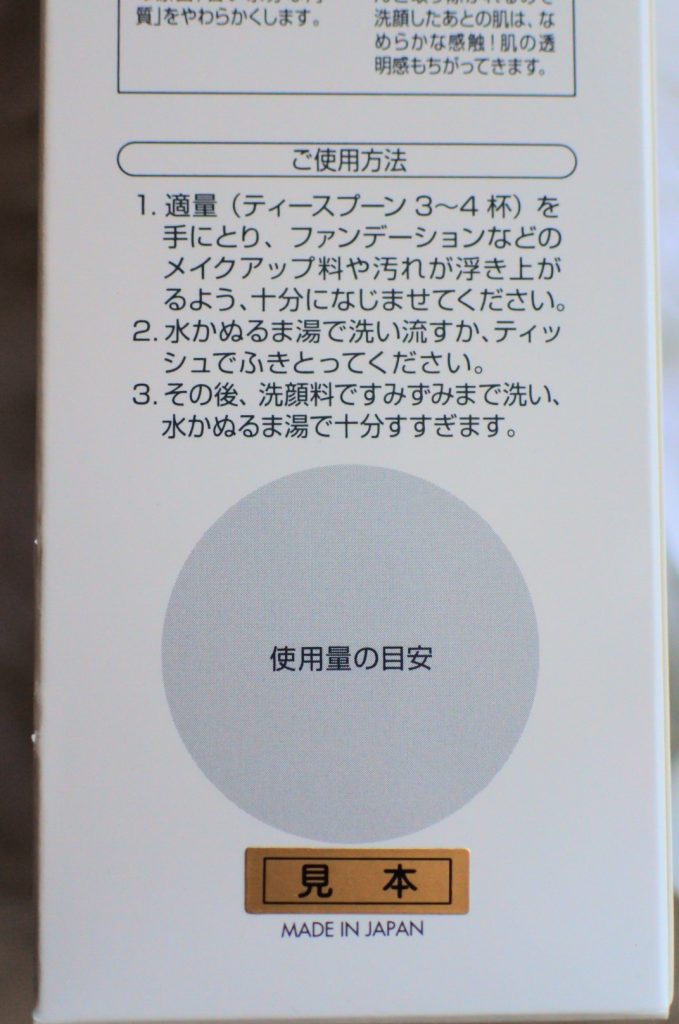 質」をやわらかくします。
洗顔したあとの肌は、な
めらかな感触！肌の透
明感もちがってきます。
ご使用方法
1. 適量（ティースプーン 3〜4 杯）を
手にとり、ファンデーションなどの
メイクアップ料や汚れが浮き上が
るよう、十分になじませてください。
2. 水かぬるま湯で洗い流すか、ティッ
シュでふきとってください。
3. その後、洗顔料ですみずみまで洗い、
水かぬるま湯で十分すすぎます。
使用量の目安
見 本
MADE IN JAPAN